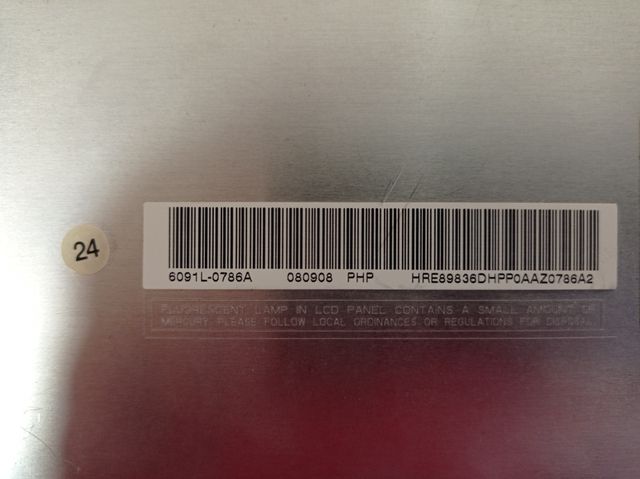 24
6091L-0786A 080908 PHP HRE89836DHPP0AAZ0786A2
FLUORESCENT LAMP IN LCD PANEL CONTAINS A SMALL AMOUNT OF
MERCURY, PLEASE FOLLOW LOCAL ORDINANCES OR REGULATIONS FOR DISPOSAL